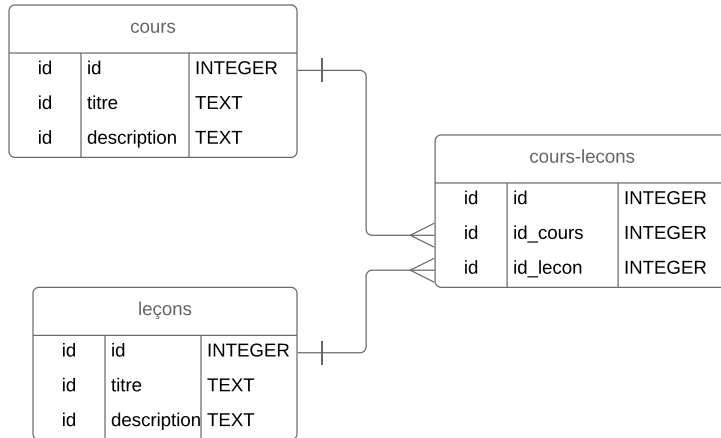 cours
id id INTEGER
id titre TEXT
id description TEXT
cours-lecons
id id INTEGER
id id_cours INTEGER
id id_lecon INTEGER
leçons
id id INTEGER
id titre TEXT
id description TEXT